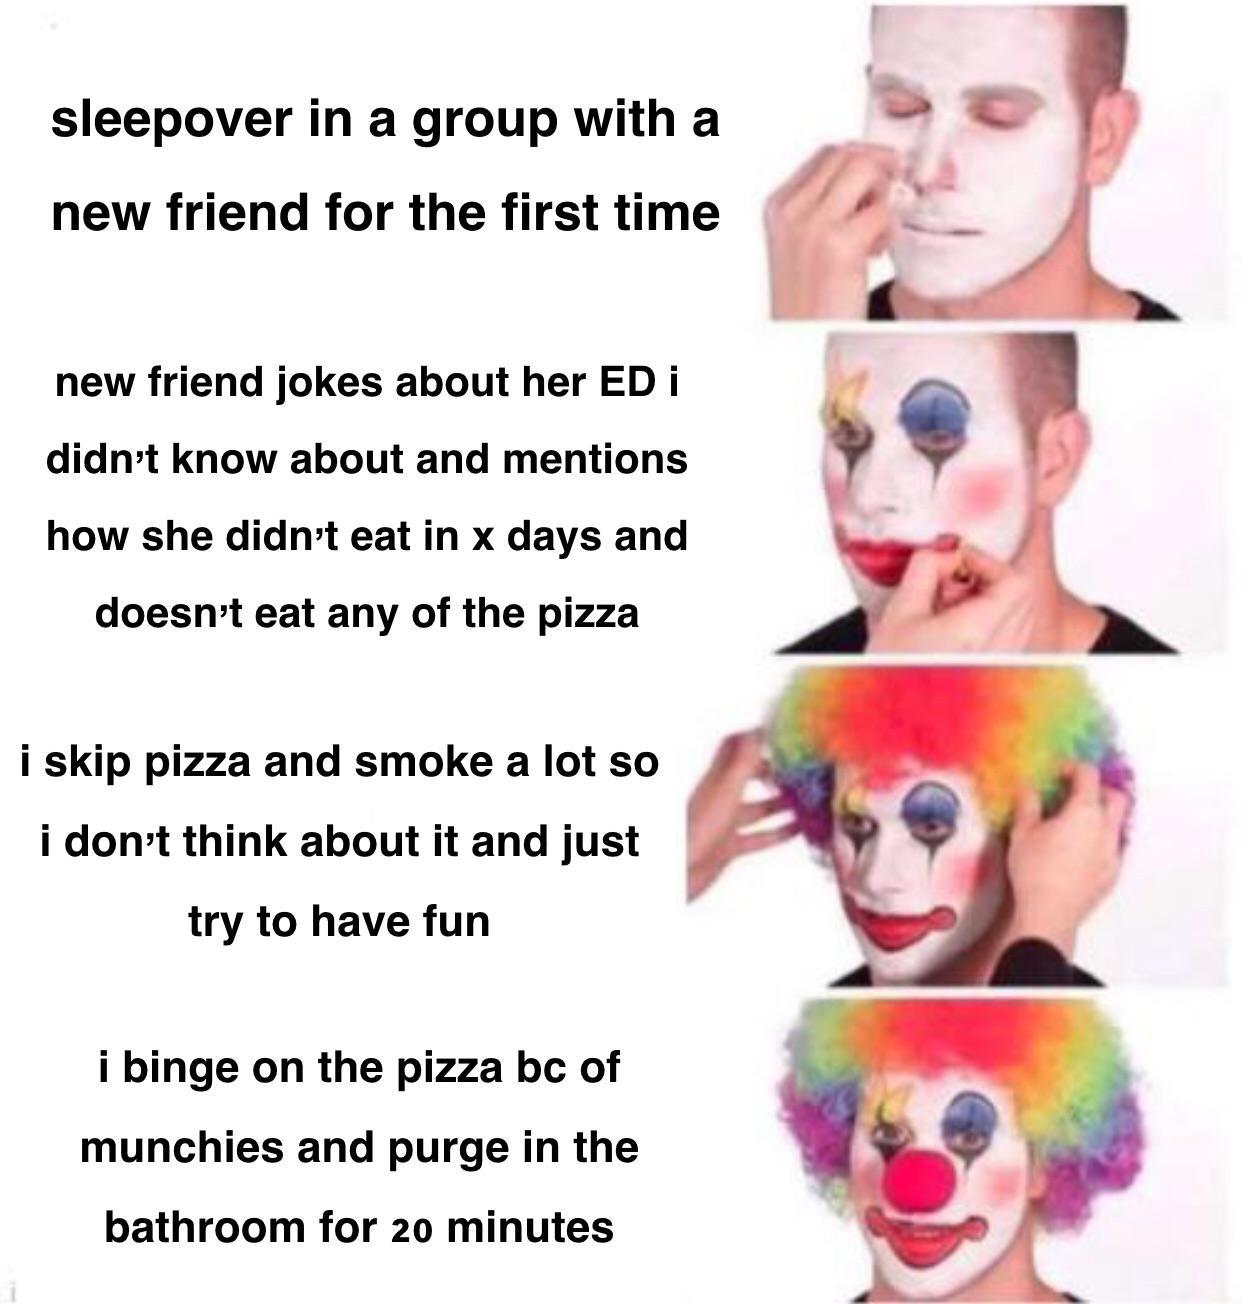 sleepover in a group with a
new friend for the first time
new friend jokes about her ED i
didn't know about and mentions
how she didn't eat in x days and
doesn't eat any of the pizza
i skip pizza and smoke a lot so
i don't think about it and just
try to have fun
i binge on the pizza bc of
munchies and purge in the
bathroom for 20 minutes